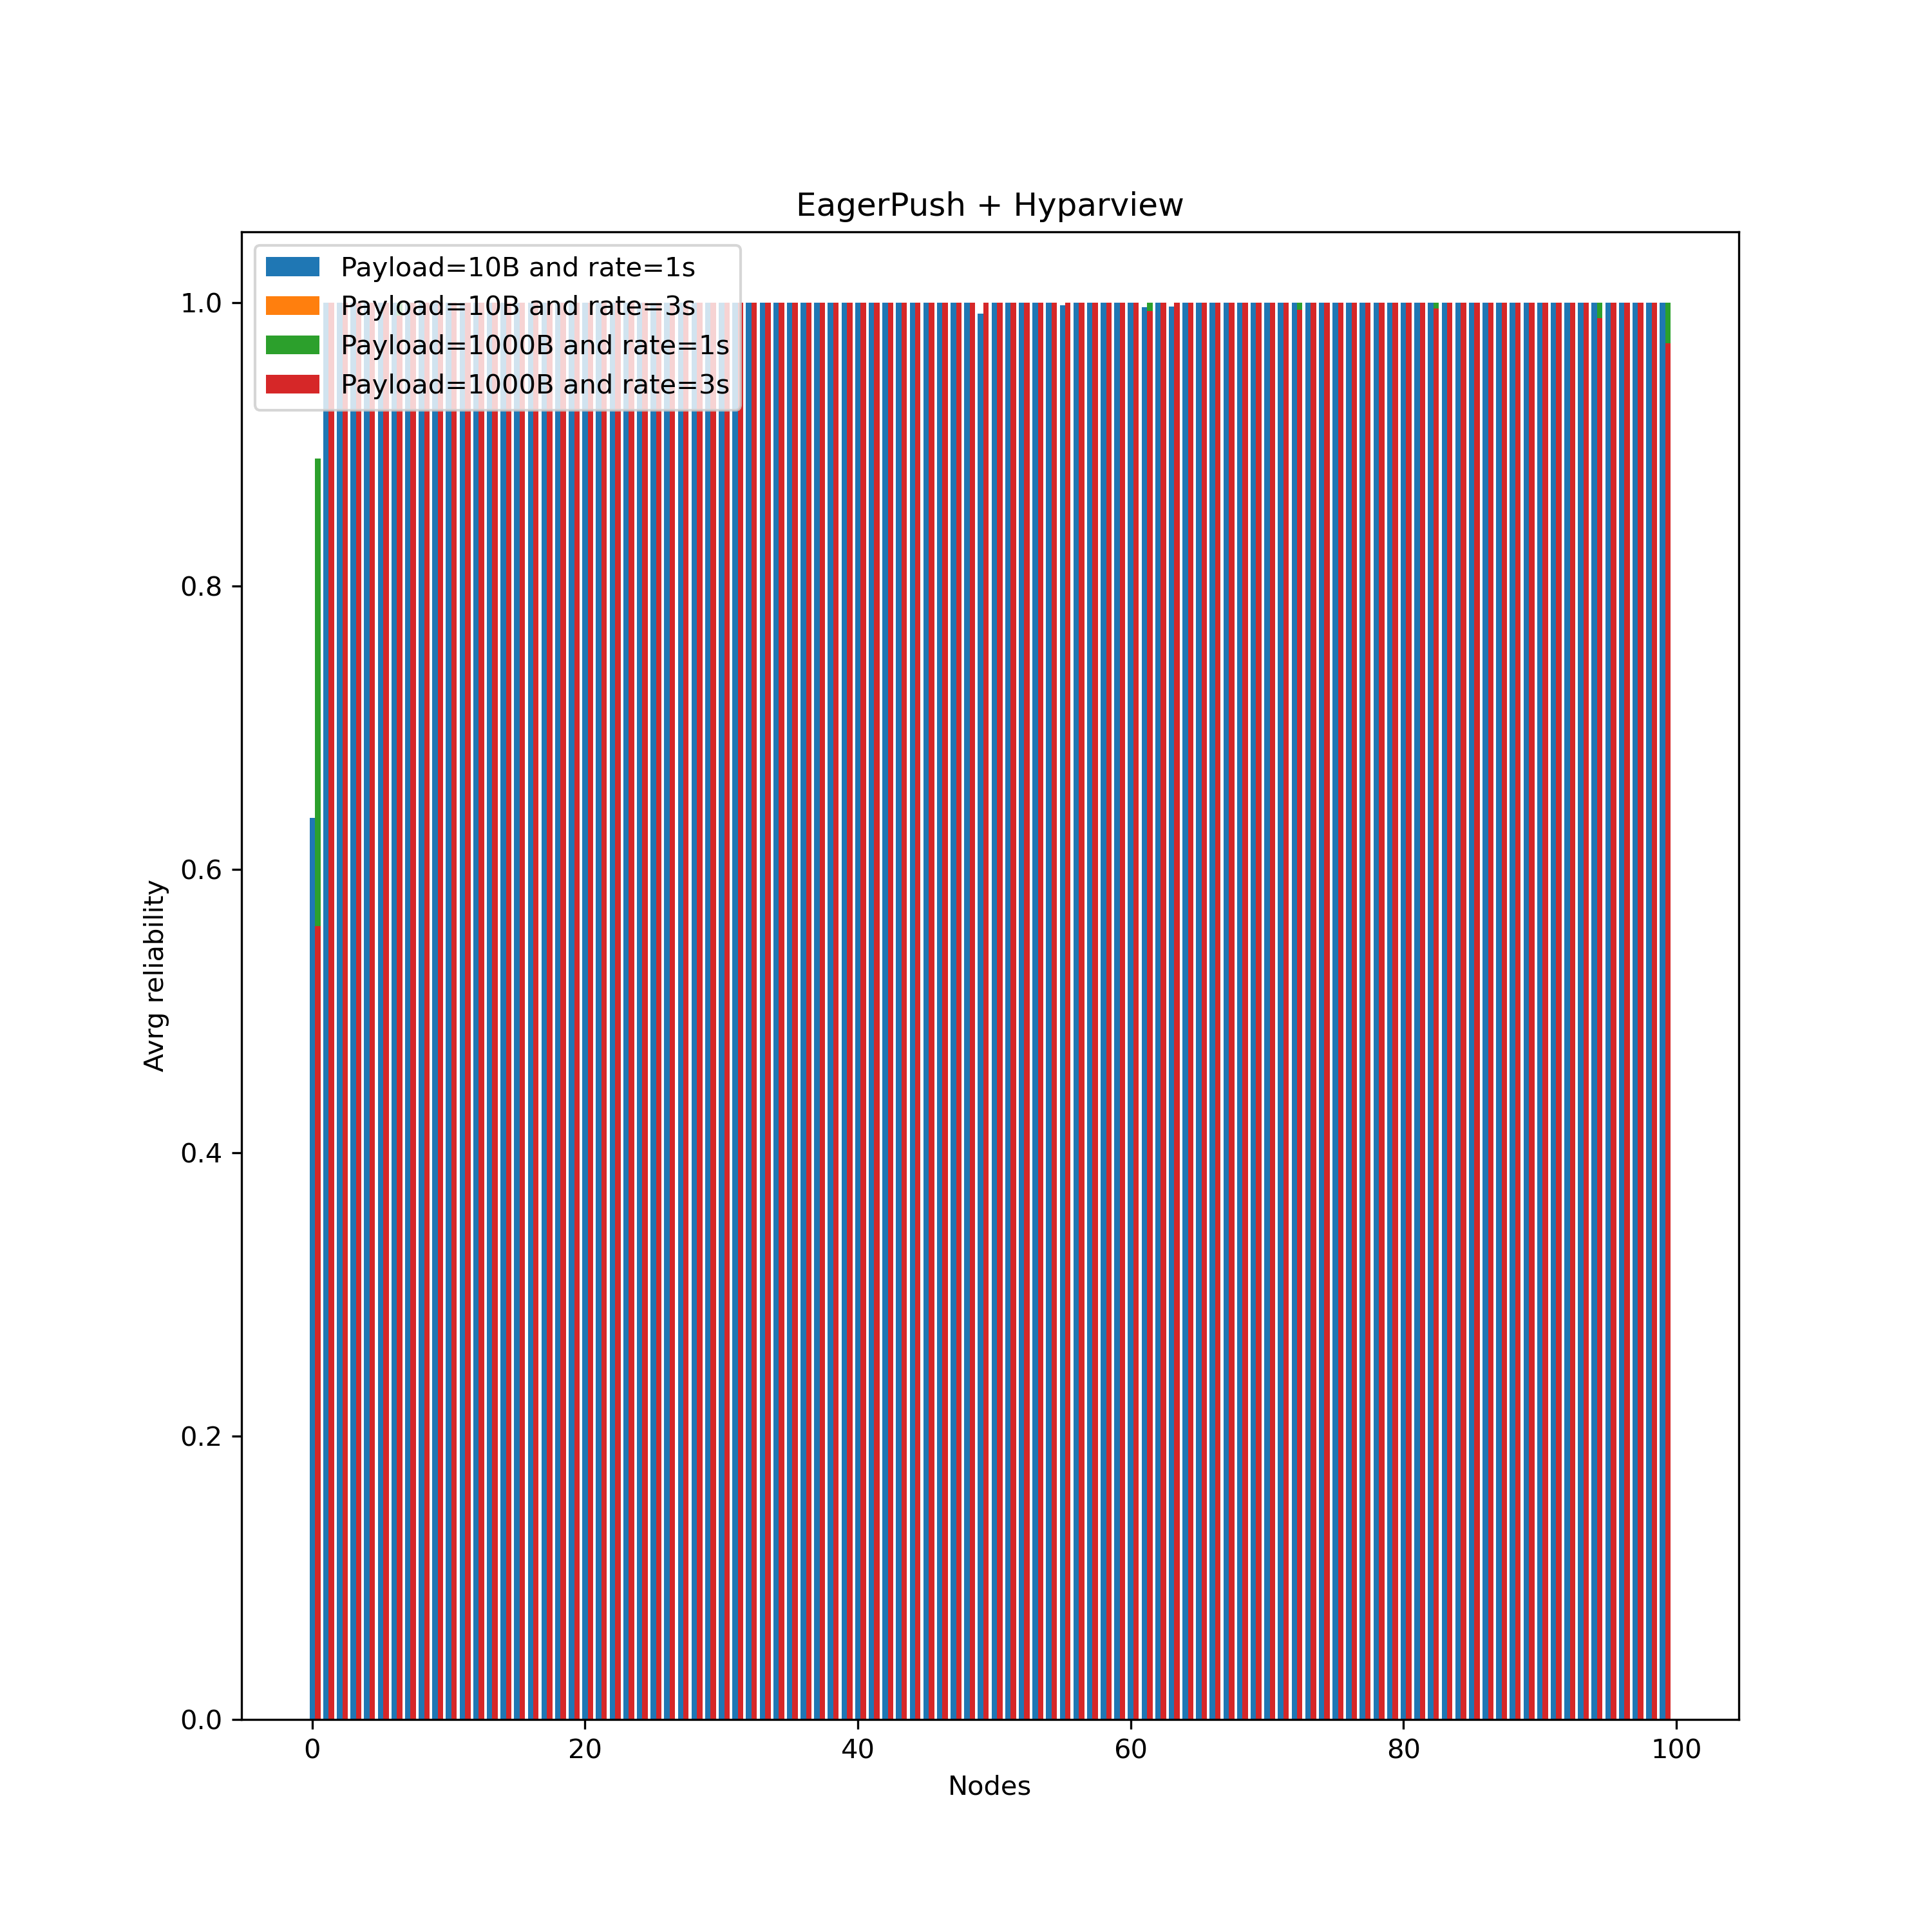 EagerPush + Hyparview
Payload=10B and rate=1s
Payload=10B and rate=3s
Payload=1000B and rate=1s
Payload=1000B and rate=3s
1.0
0.8
0.6
0.4
0.2
0.0
Avrg reliability
0 20 40 60 80 100
Nodes